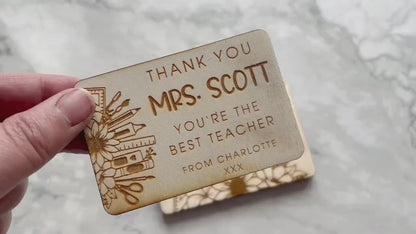 THANK YOU
MRS. SCOTT
YOU'RE THE
BEST TEACHER
FROM CHARLOTTE
XXX